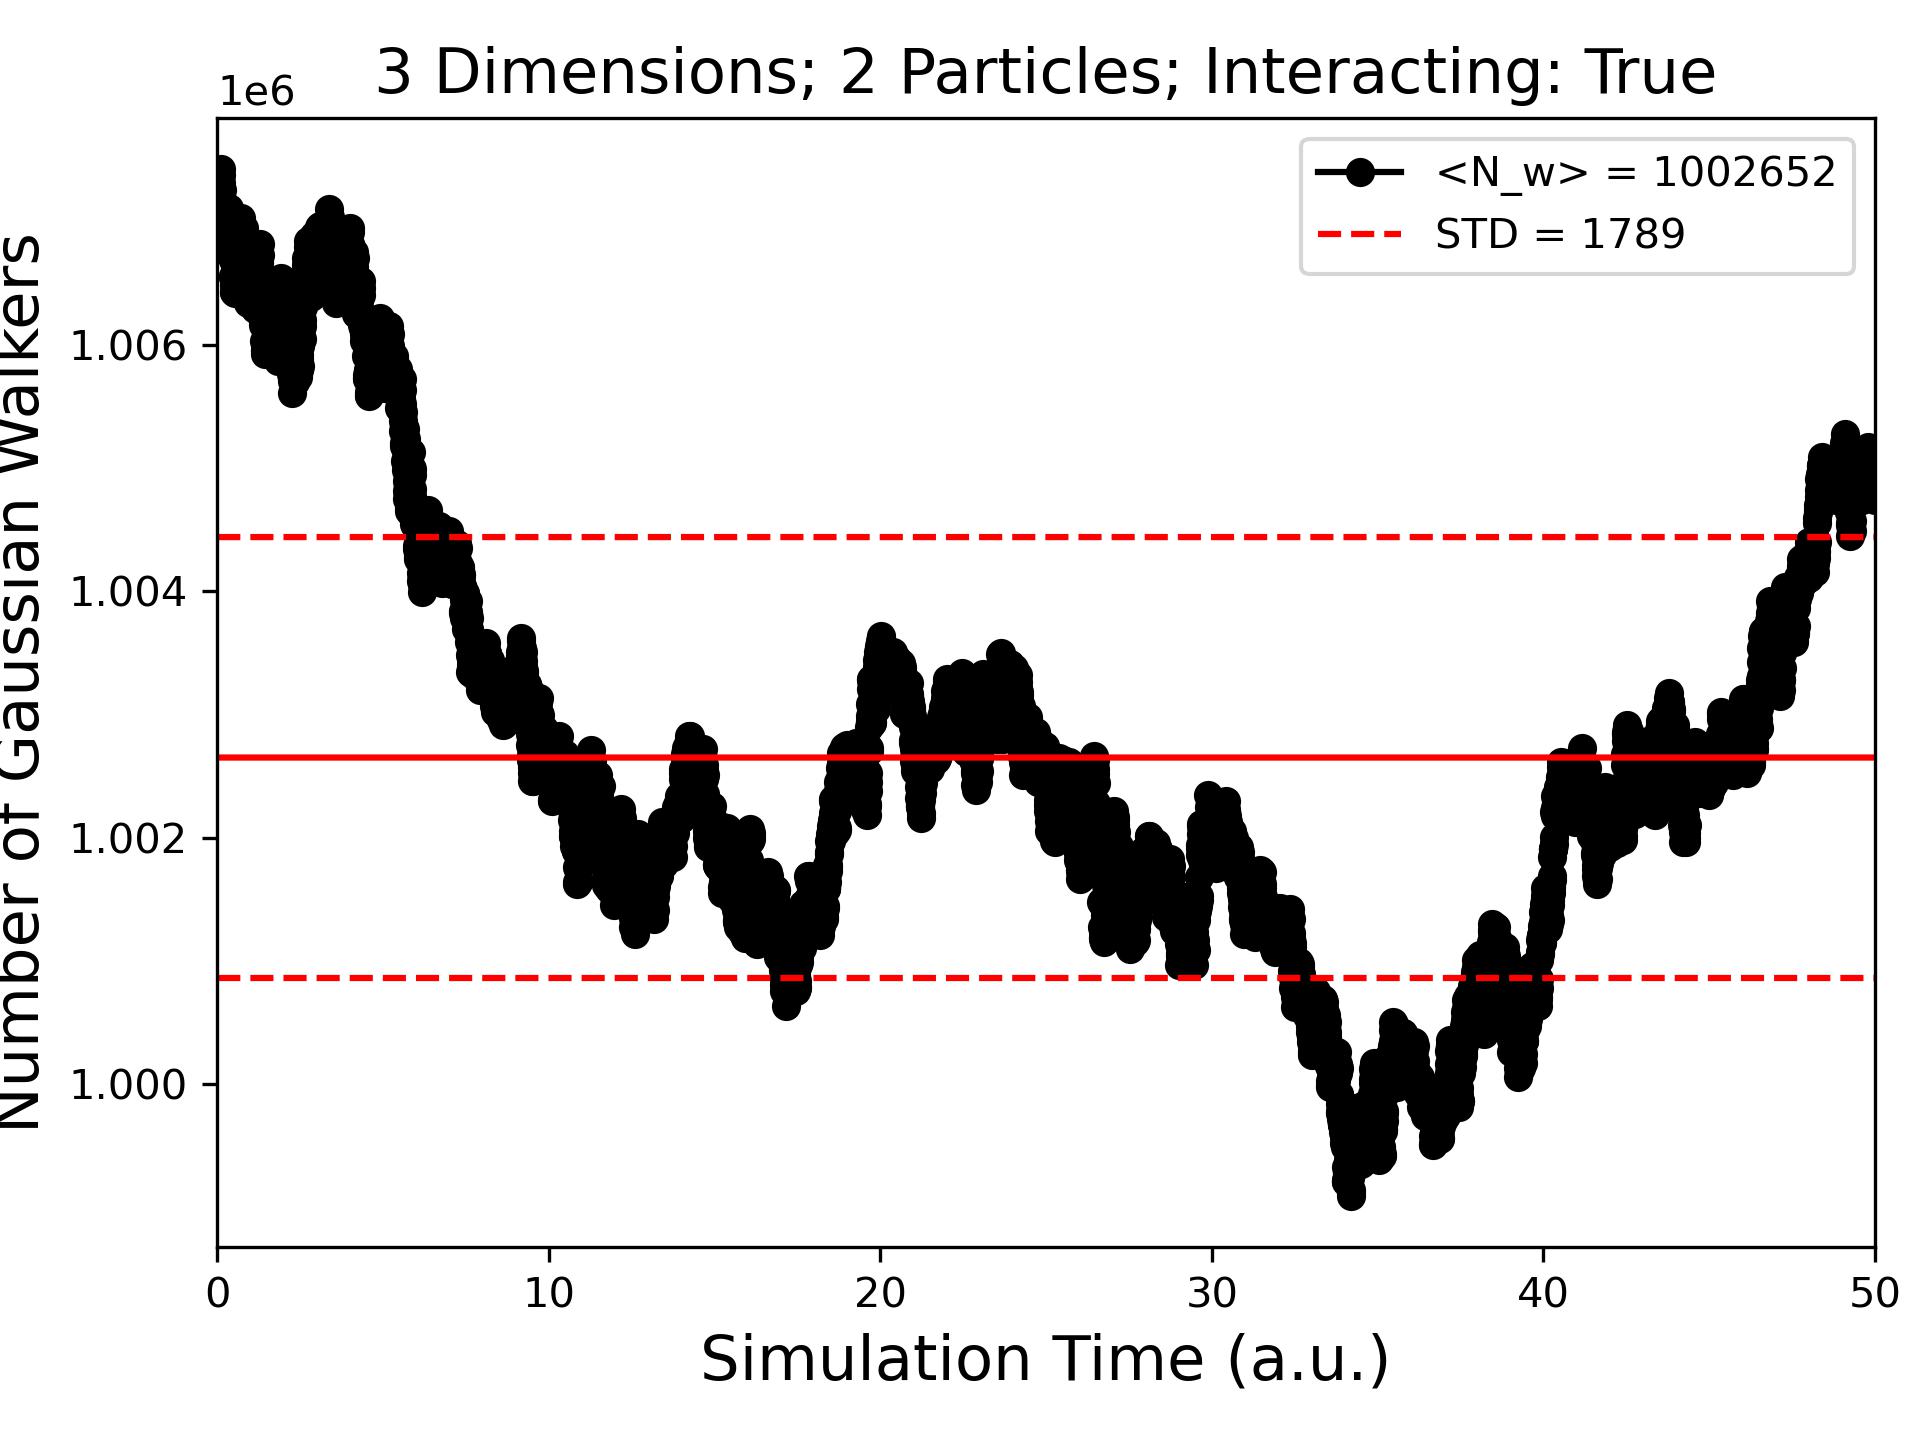 3 Dimensions; 2 Particles; Interacting: True
1e6
<N_w> = 1002652
STD = 1789
Number of Gaussian Walkers
1.006
1.004
1.002
1.000
0 10 20 30 40 50
Simulation Time (a.u.)